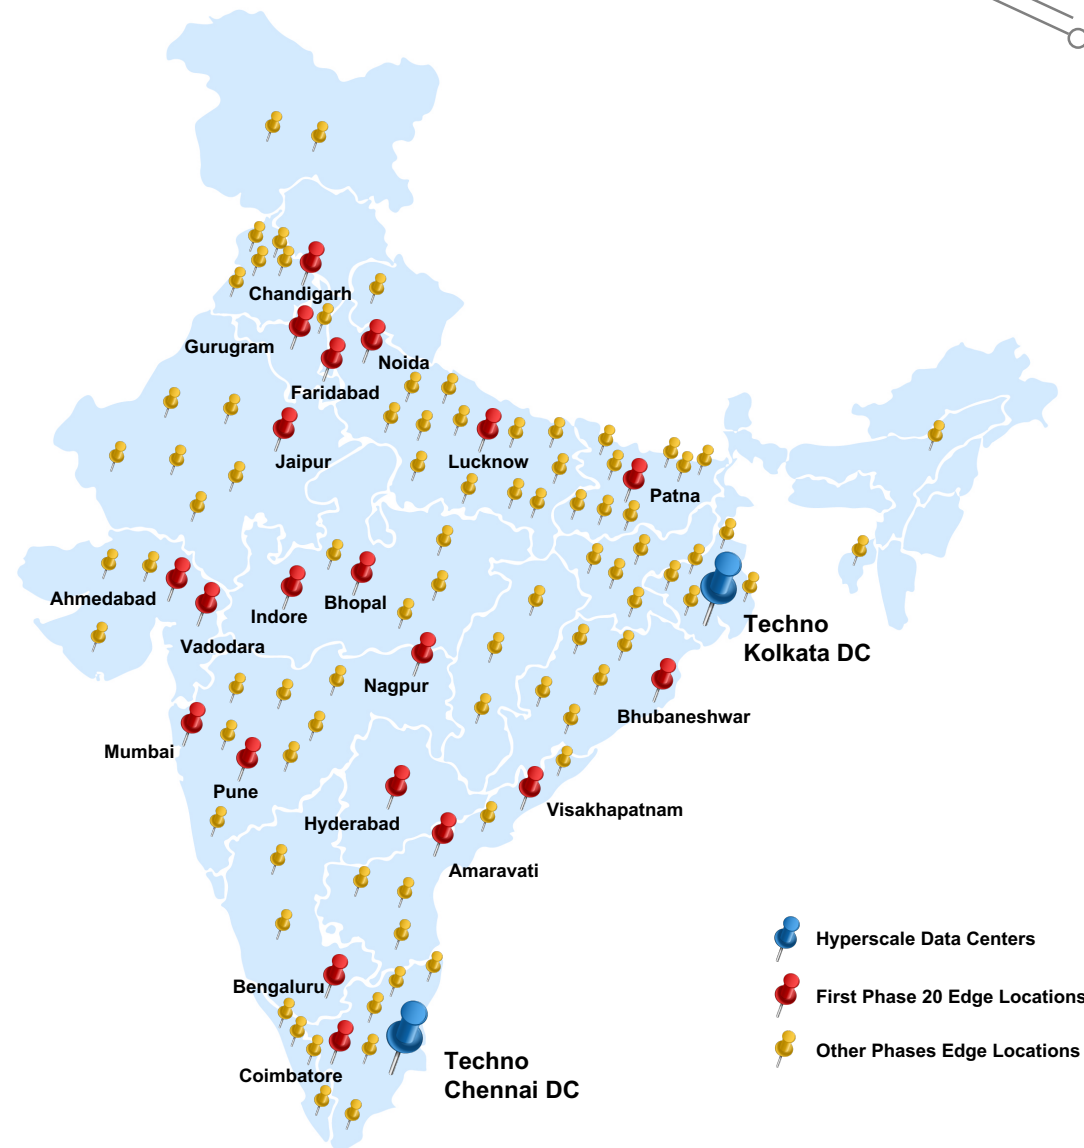 Chandigarh
Gurugram
Noida
Faridabad
Jaipur
Lucknow
Patna
Ahmedabad
Indore
Bhopal
Vadodara
Techno
Kolkata DC
Nagpur
Bhubaneshwar
Mumbai
Pune
Hyderabad
Visakhapatnam
Amaravati
Hyperscale Data Centers
Bengaluru
First Phase 20 Edge Locations
Other Phases Edge Locations
Coimbatore
Techno
Chennai DC